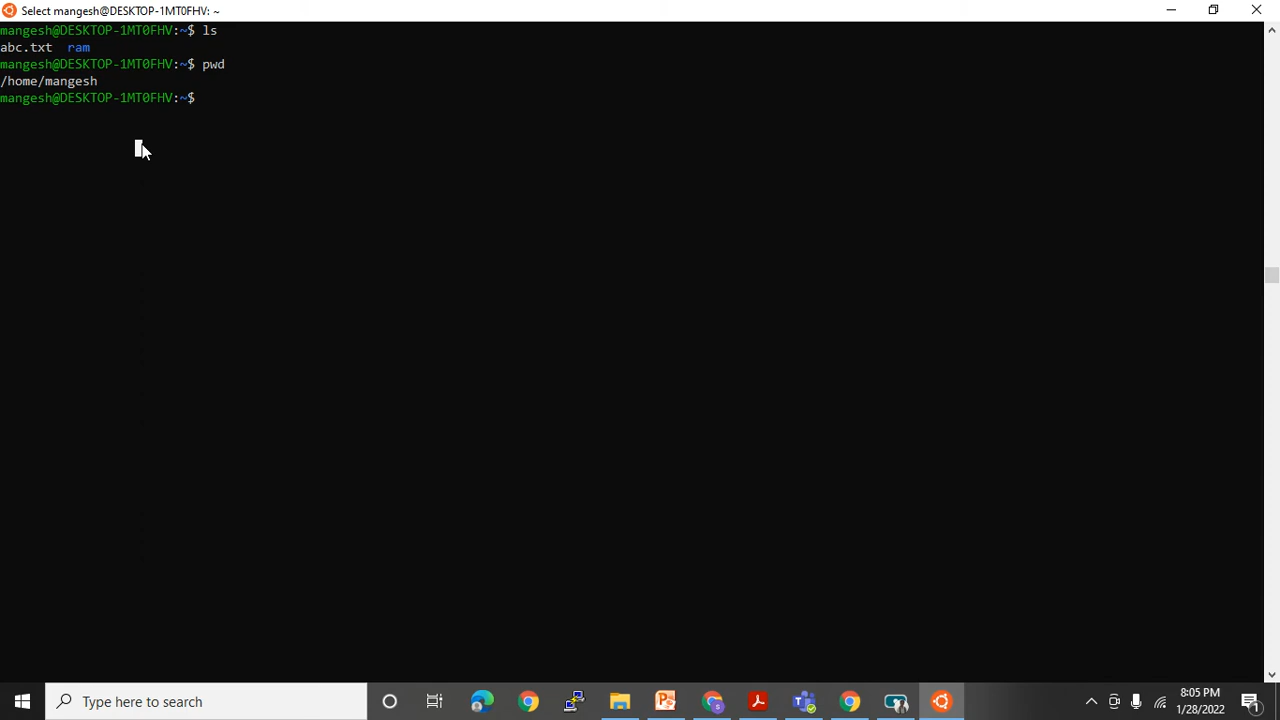 Select mangesh@DESKTOP-1MT0FHV: ~
mangesh@DESKTOP-1MT0FHV:~$ ls
abc.txt ram
mangesh@DESKTOP-1MT0FHV:~$ pwd
/home/mangesh
mangesh@DESKTOP-1MT0FHV:~$
Type here to search
8:05 PM
1/28/2022
1